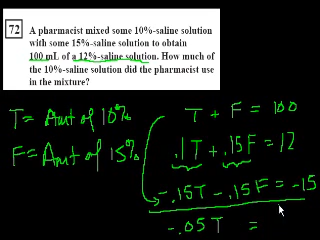 72
A pharmacist mixed some 10%-saline solution
with some 15%-saline solution to obtain
100 mL of a 12%-saline solution. How much of
the 10%-saline solution did the pharmacist use
in the mixture?
T = Amt of 10%
F = Amt of 15%
T + F = 100
.1T + .15F = 12
-.15T - .15F = -15
-.05T =